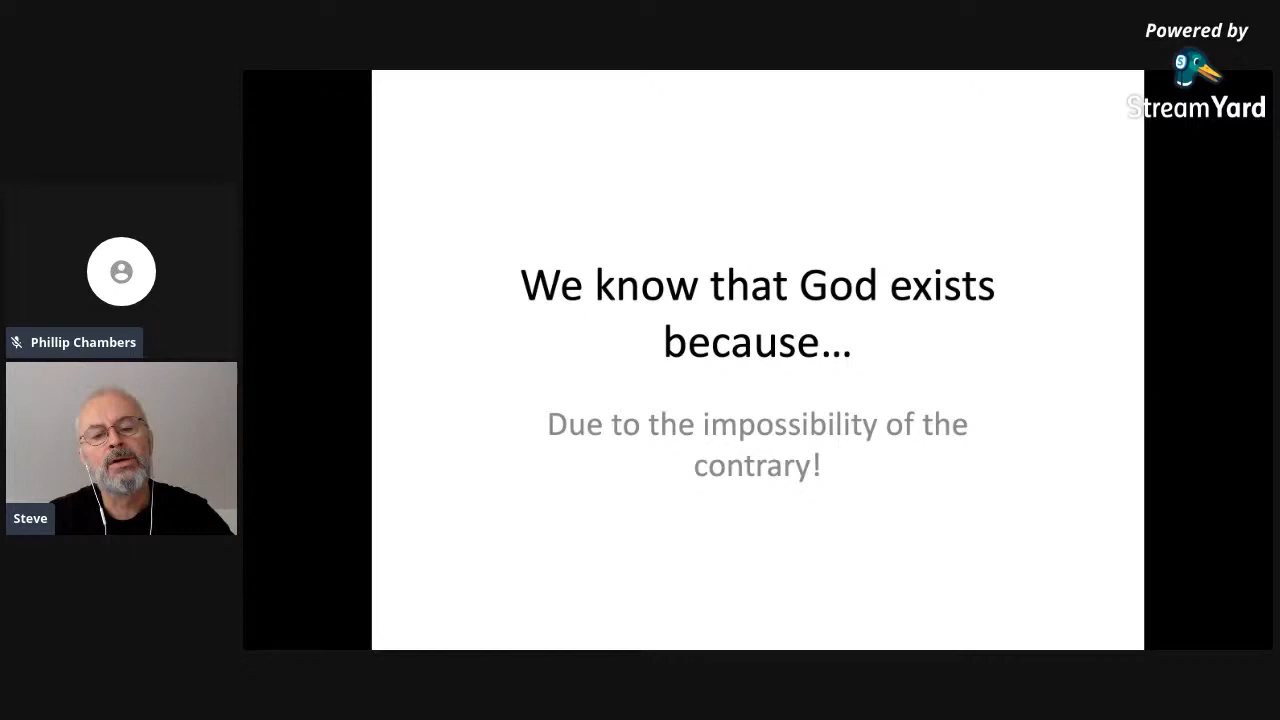 Powered by
StreamYard
We know that God exists
because...
Due to the impossibility of the
contrary!
Phillip Chambers
Steve